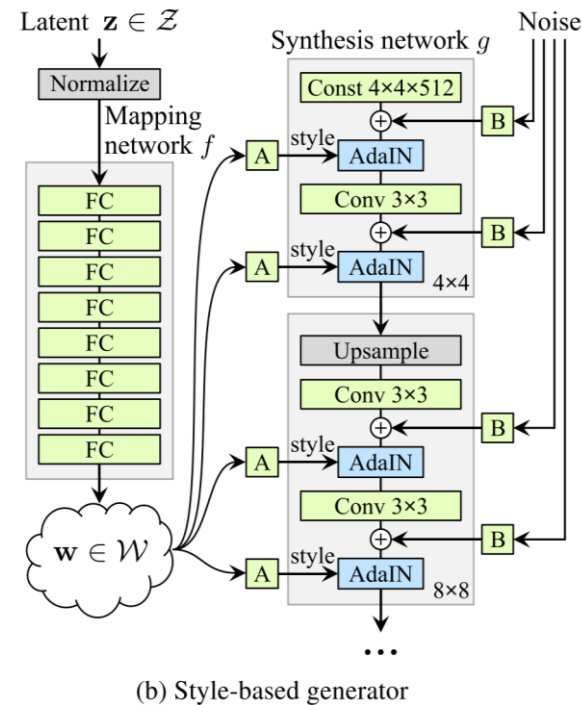 Latent z ∈ 𝒵
Normalize
Mapping
network f
FC
FC
FC
FC
FC
FC
FC
FC
w ∈ 𝒲
Noise
Synthesis network g
Const 4×4×512
B
A
style
AdaIN
Conv 3×3
B
A
style
AdaIN
4×4
Upsample
Conv 3×3
B
A
style
AdaIN
Conv 3×3
B
A
style
AdaIN
8×8
...
(b) Style-based generator